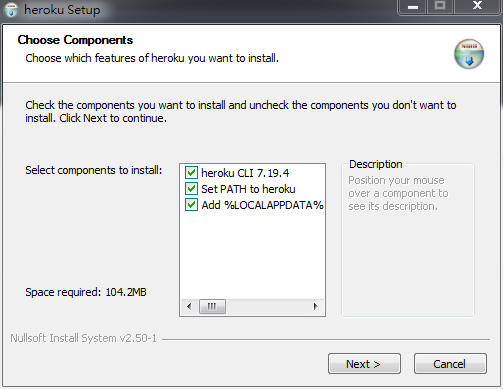 heroku Setup
Choose Components
Choose which features of heroku you want to install.
Check the components you want to install and uncheck the components you don't want to
install. Click Next to continue.
Select components to install:
heroku CLI 7.19.4
Set PATH to heroku
Add %LOCALAPPDATA%
Description
Position your mouse
over a component to
see its description.
Space required: 104.2MB
Nullsoft Install System v2.50-1
Next >
Cancel